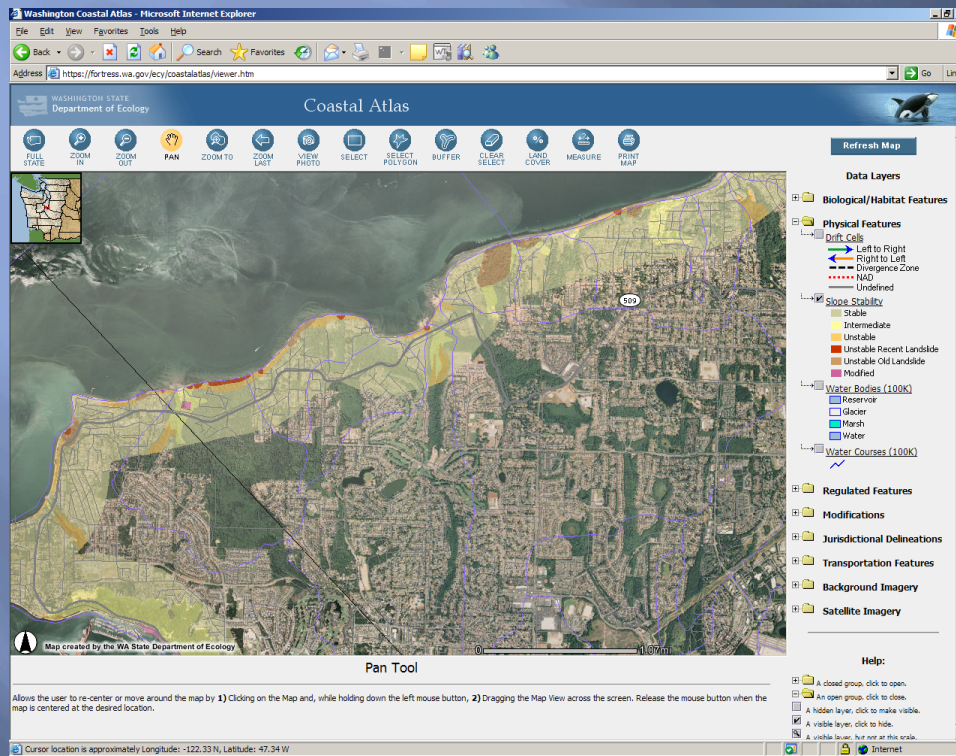 Washington Coastal Atlas - Microsoft Internet Explorer
File Edit View Favorites Tools Help
Back Search Favorites
Address https://fortress.wa.gov/ecy/coastalatlas/viewer.htm Go
WASHINGTON STATE
Department of Ecology
Coastal Atlas
FULL STATE
ZOOM IN
ZOOM OUT
PAN
ZOOM TO
ZOOM LAST
VIEW PHOTO
SELECT
SELECT POLYGON
BUFFER
CLEAR SELECT
LAND COVER
MEASURE
PRINT MAP
Refresh Map
Data Layers
Biological/Habitat Features
Physical Features
Drift Cells
Left to Right
Right to Left
Divergence Zone
NAD
Undefined
Slope Stability
Stable
Intermediate
Unstable
Unstable Recent Landslide
Unstable Old Landslide
Modified
Water Bodies (100K)
Reservoir
Glacier
Marsh
Water
Water Courses (100K)
Regulated Features
Modifications
Jurisdictional Delineations
Transportation Features
Background Imagery
Satellite Imagery
509
Map created by the WA State Department of Ecology
0 1.07mi
Pan Tool
Allows the user to re-center or move around the map by 1) Clicking on the Map and, while holding down the left mouse button, 2) Dragging the Map View across the screen. Release the mouse button when the
map is centered at the desired location.
Help:
A closed group, click to open.
An open group, click to close.
A hidden layer, click to make visible.
A visible layer, click to hide.
A visible layer, but not at this scale.
Cursor location is approximately Longitude: -122.33 N, Latitude: 47.34 W
Internet